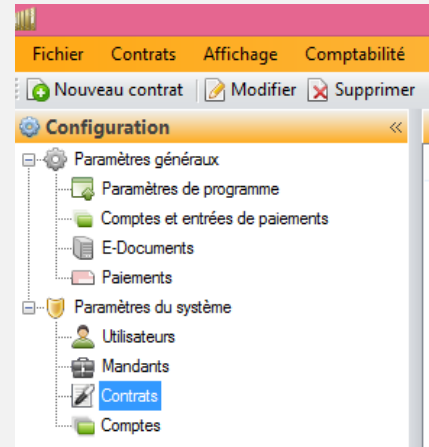 Fichier Contrats Affichage Comptabilité
Nouveau contrat Modifier Supprimer
Configuration «
Paramètres généraux
Paramètres de programme
Comptes et entrées de paiements
E-Documents
Paiements
Paramètres du système
Utilisateurs
Mandants
Contrats
Comptes